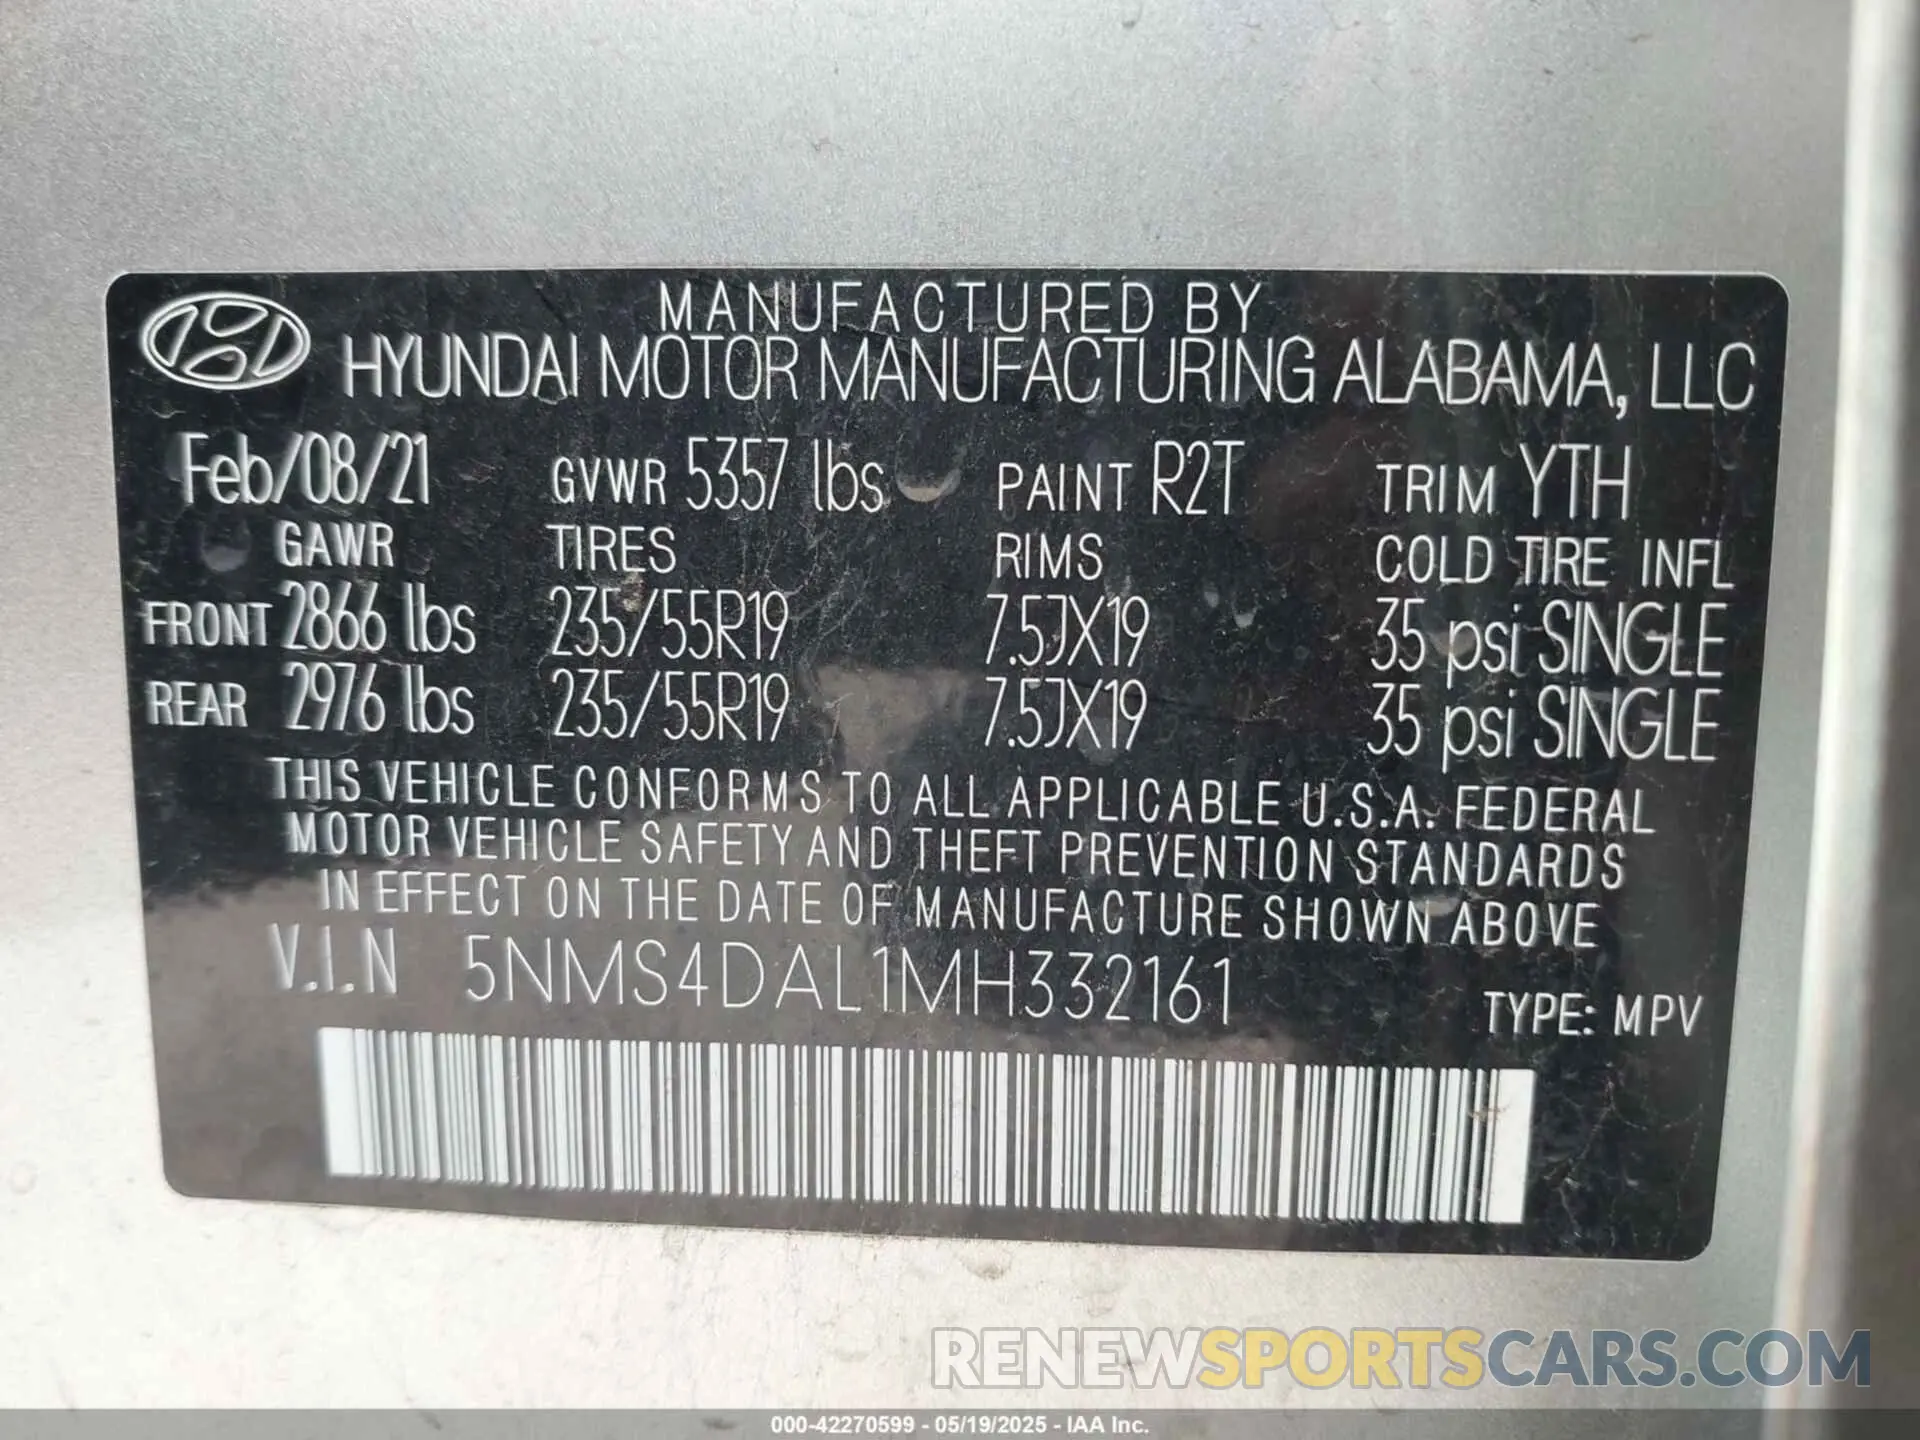 MANUFACTURED BY
HYUNDAI MOTOR MANUFACTURING ALABAMA, LLC
Feb/08/21 GVWR 5357 lbs PAINT R2T TRIM YTH
GAWR TIRES RIMS COLD TIRE INFL
FRONT 2866 lbs 235/55R19 7.5JX19 35 psi SINGLE
REAR 2976 lbs 235/55R19 7.5JX19 35 psi SINGLE
THIS VEHICLE CONFORMS TO ALL APPLICABLE U.S.A. FEDERAL
MOTOR VEHICLE SAFETY AND THEFT PREVENTION STANDARDS
IN EFFECT ON THE DATE OF MANUFACTURE SHOWN ABOVE
V.I.N 5NMS4DAL1MH332161 TYPE: MPV
RENEWSPORTSCARS.COM
000-42270599 - 05/19/2025 - IAA Inc.